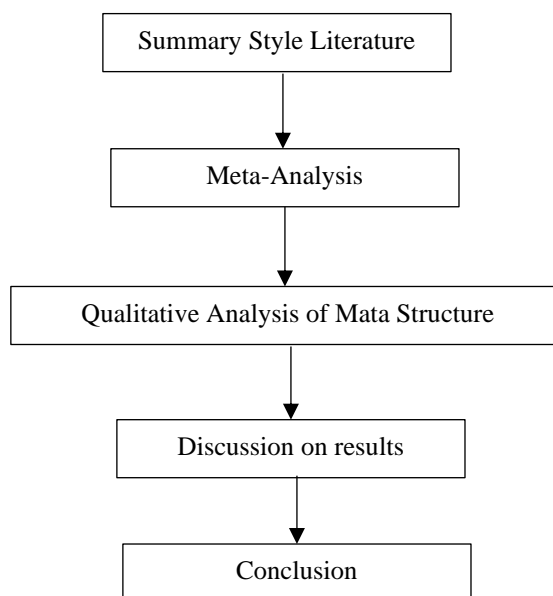 Summary Style Literature
Meta-Analysis
Qualitative Analysis of Mata Structure
Discussion on results
Conclusion